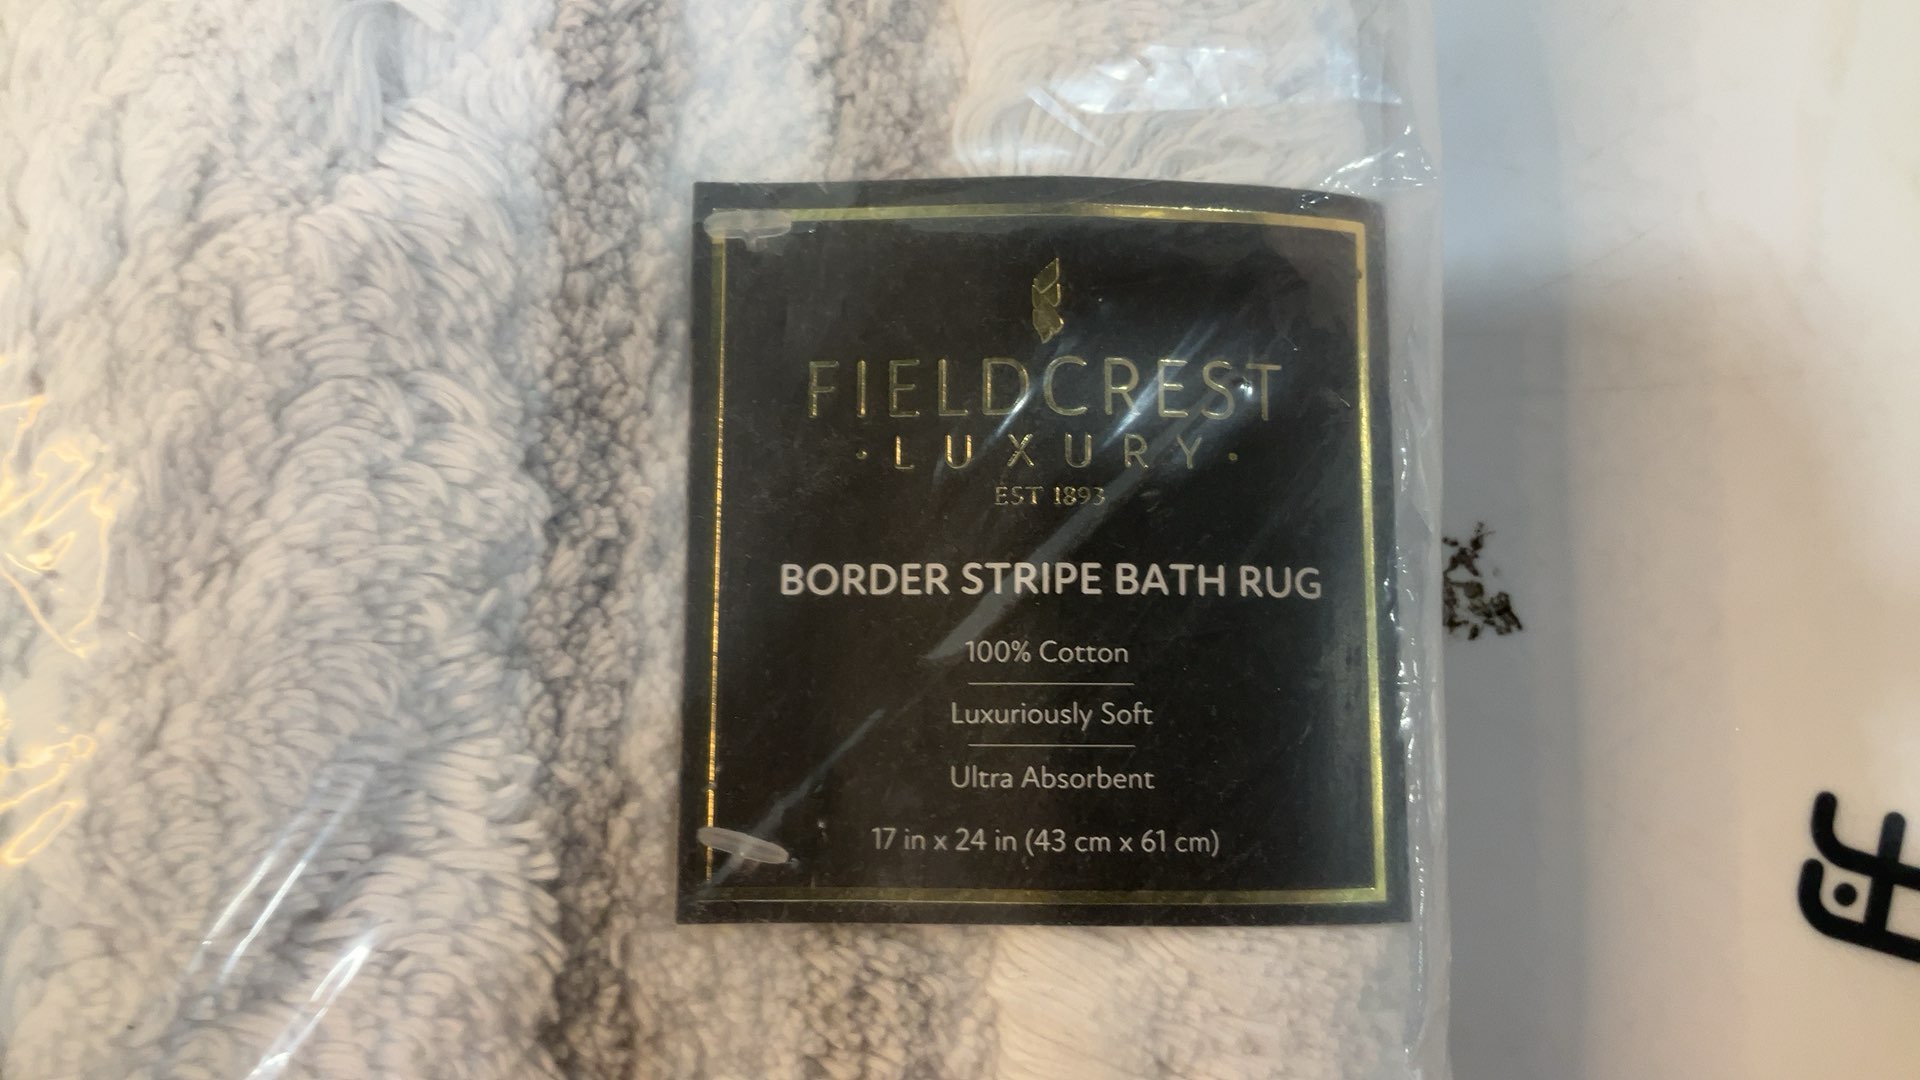 FIELDCREST
· LUXURY ·
EST 1893
BORDER STRIPE BATH RUG
100% Cotton
Luxuriously Soft
Ultra Absorbent
17 in x 24 in (43 cm x 61 cm)